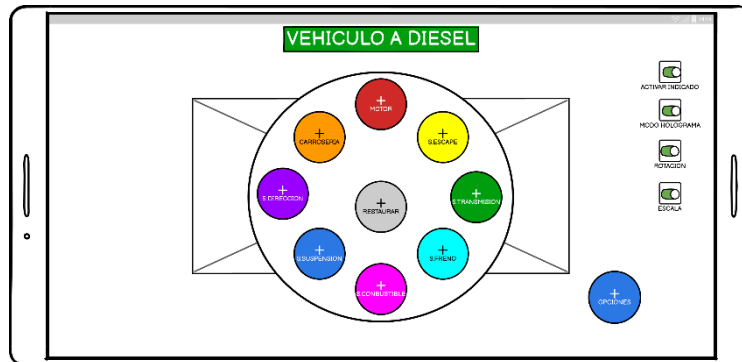 VEHICULO A DIESEL
+
MOTOR
+
CARROSERIA
+
S.ESCAPE
+
S.DIRECCION
+
RESTAURAR
+
S.TRANSMISION
+
S.SUSPENSION
+
S.FRENO
+
S.COMBUSTIBLE
ACTIVAR INDICADO
MODO HOLOGRAMA
ROTACION
ESCALA
+
OPCIONES